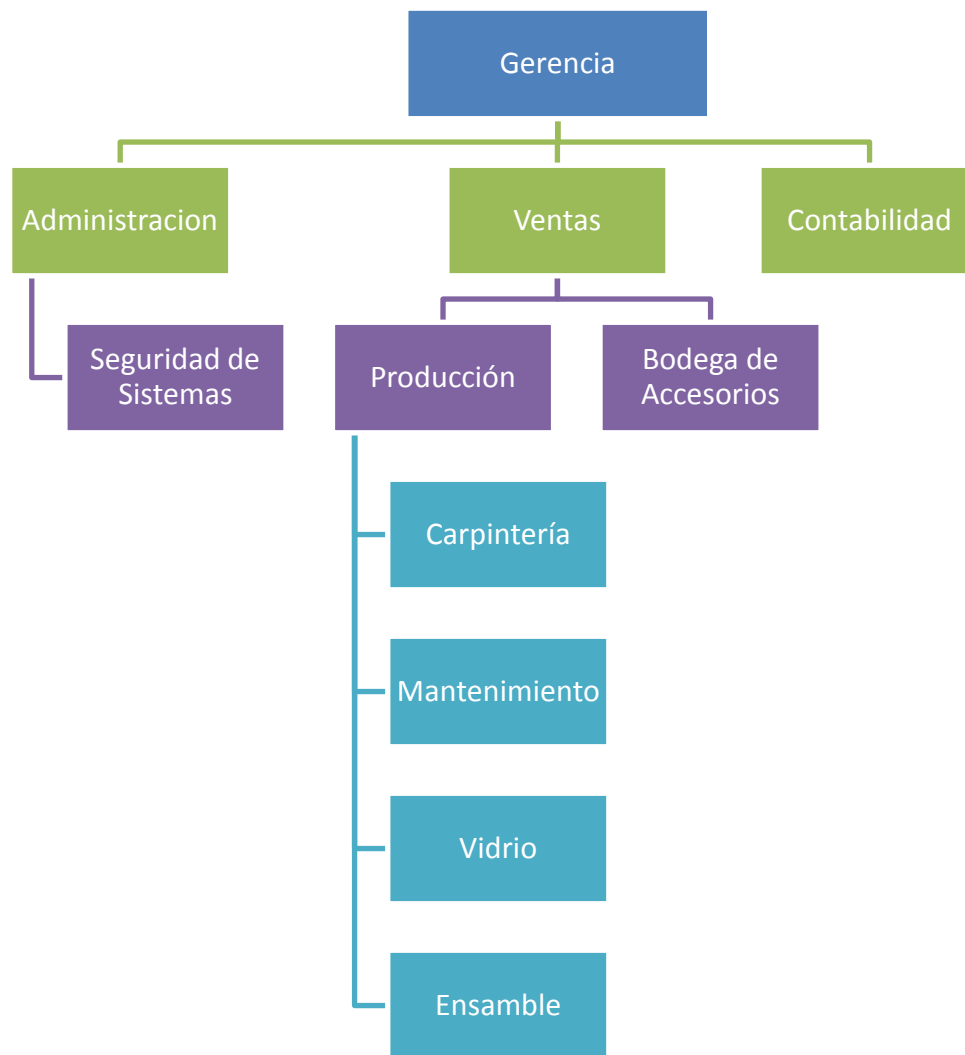 Gerencia
Administracion
Ventas
Contabilidad
Seguridad de
Sistemas
Producción
Bodega de
Accesorios
Carpintería
Mantenimiento
Vidrio
Ensamble